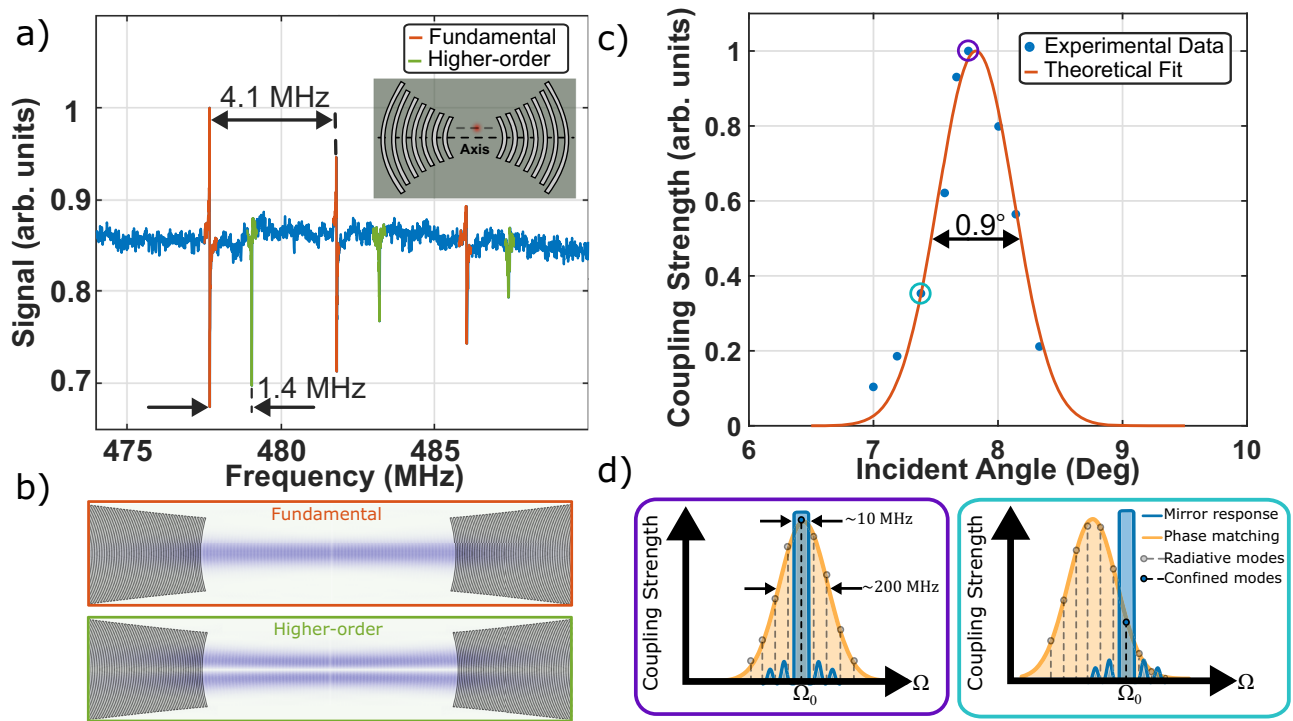 a)
Fundamental
Higher-order
4.1 MHz
Axis
1.4 MHz
1
0.9
0.8
0.7
Signal (arb. units)
475
480
485
Frequency (MHz)
b)
Fundamental
Higher-order
c)
Experimental Data
Theoretical Fit
0.9°
1
0.8
0.6
0.4
0.2
0
Coupling Strength (arb. units)
6
7
8
9
10
Incident Angle (Deg)
d)
Coupling Strength
~10 MHz
~200 MHz
Ω₀
Ω
Coupling Strength
Mirror response
Phase matching
Radiative modes
Confined modes
Ω₀
Ω